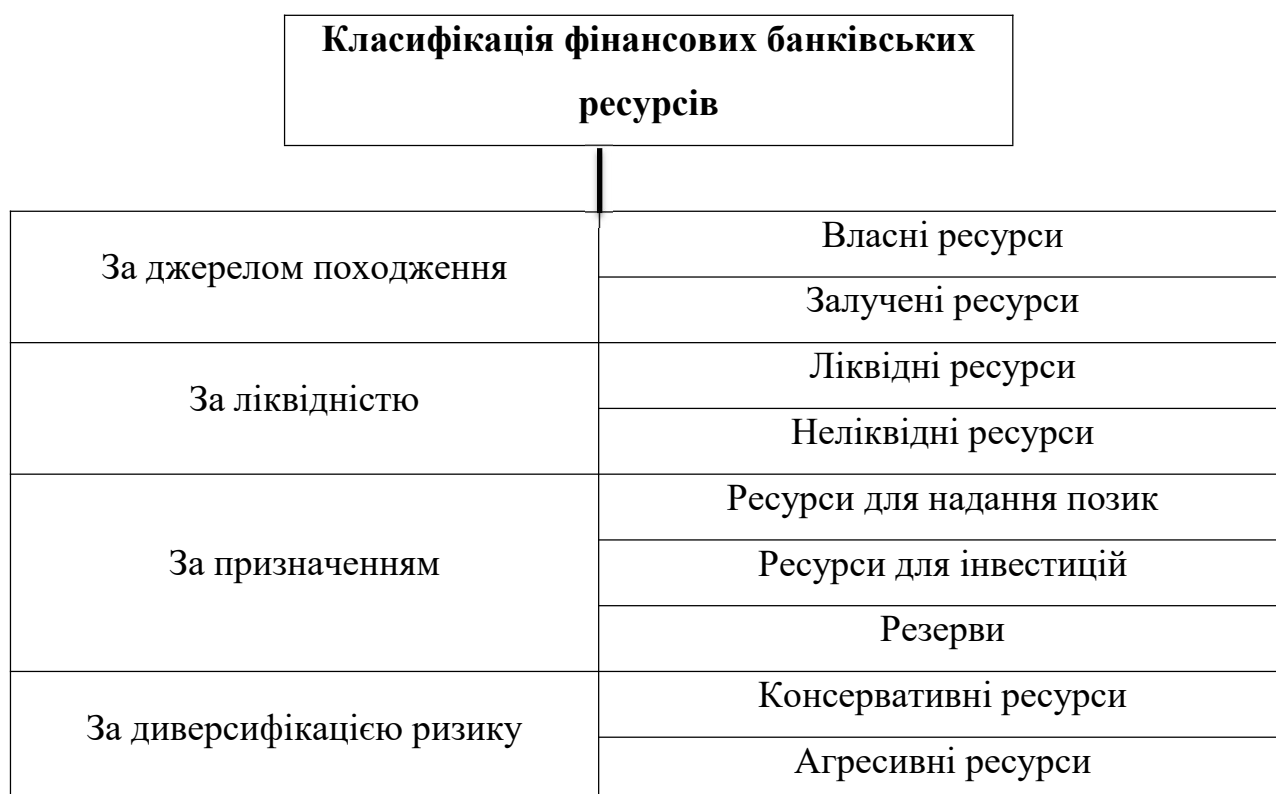 Класифікація фінансових банківських
ресурсів
За джерелом походження
Власні ресурси
Залучені ресурси
За ліквідністю
Ліквідні ресурси
Неліквідні ресурси
За призначенням
Ресурси для надання позик
Ресурси для інвестицій
Резерви
За диверсифікацією ризику
Консервативні ресурси
Агресивні ресурси